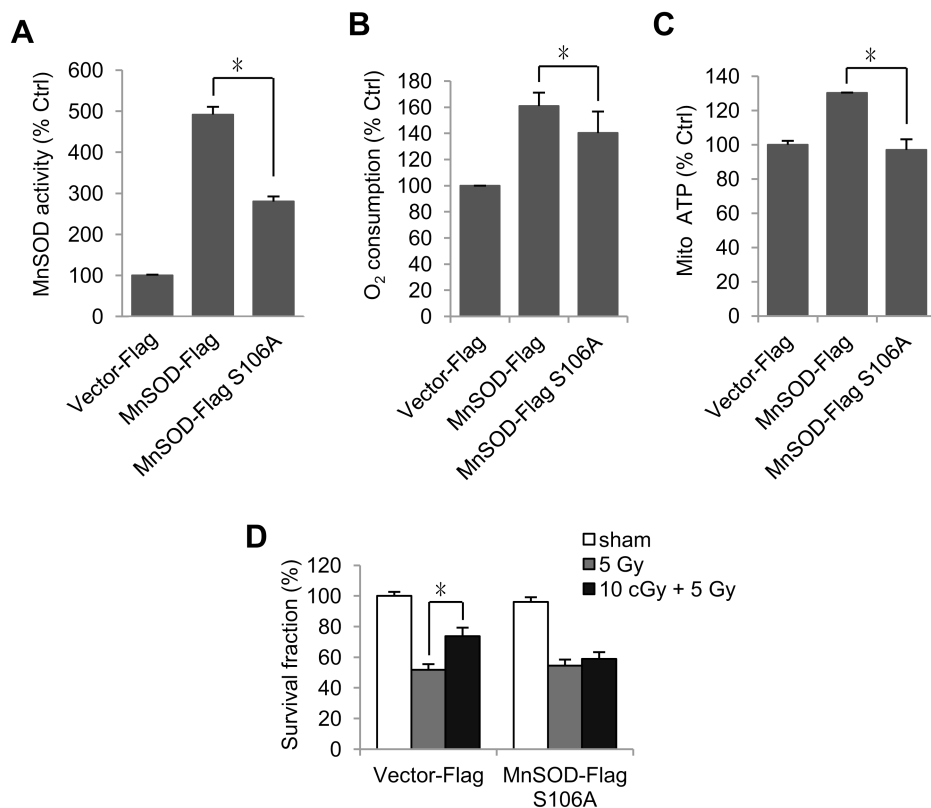 A
MnSOD activity (% Ctrl)
600
500
400
300
200
100
0
*
Vector-Flag
MnSOD-Flag
MnSOD-Flag S106A
B
O₂ consumption (% Ctrl)
180
160
140
120
100
80
60
40
20
0
*
Vector-Flag
MnSOD-Flag
MnSOD-Flag S106A
C
Mito ATP (% Ctrl)
140
120
100
80
60
40
20
0
*
Vector-Flag
MnSOD-Flag
MnSOD-Flag S106A
D
sham
5 Gy
10 cGy + 5 Gy
Survival fraction (%)
120
100
80
60
40
20
0
*
Vector-Flag
MnSOD-Flag
S106A